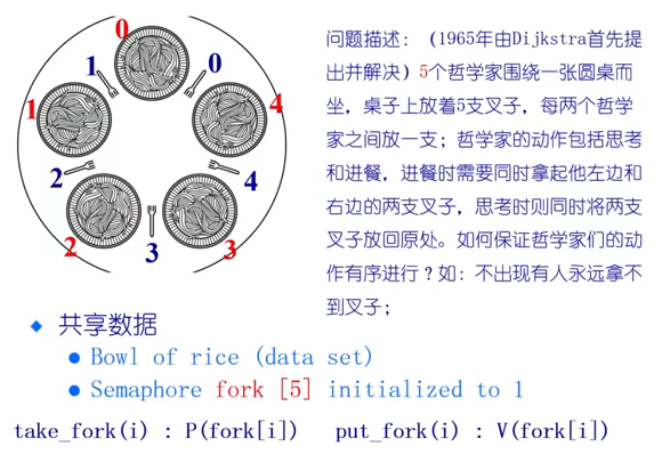 0
1
0
1
4
2
4
2
3
3
问题描述：（1965年由Dijkstra首先提
出并解决）5个哲学家围绕一张圆桌而
坐，桌子上放着5支叉子，每两个哲学
家之间放一支；哲学家的动作包括思考
和进餐，进餐时需要同时拿起他左边和
右边的两支叉子，思考时则同时将两支
叉子放回原处。如何保证哲学家们的动
作有序进行？如：不出现有人永远拿不
到叉子；
◆ 共享数据
● Bowl of rice (data set)
● Semaphore fork [5] initialized to 1
take_fork(i) : P(fork[i]) put_fork(i) : V(fork[i])